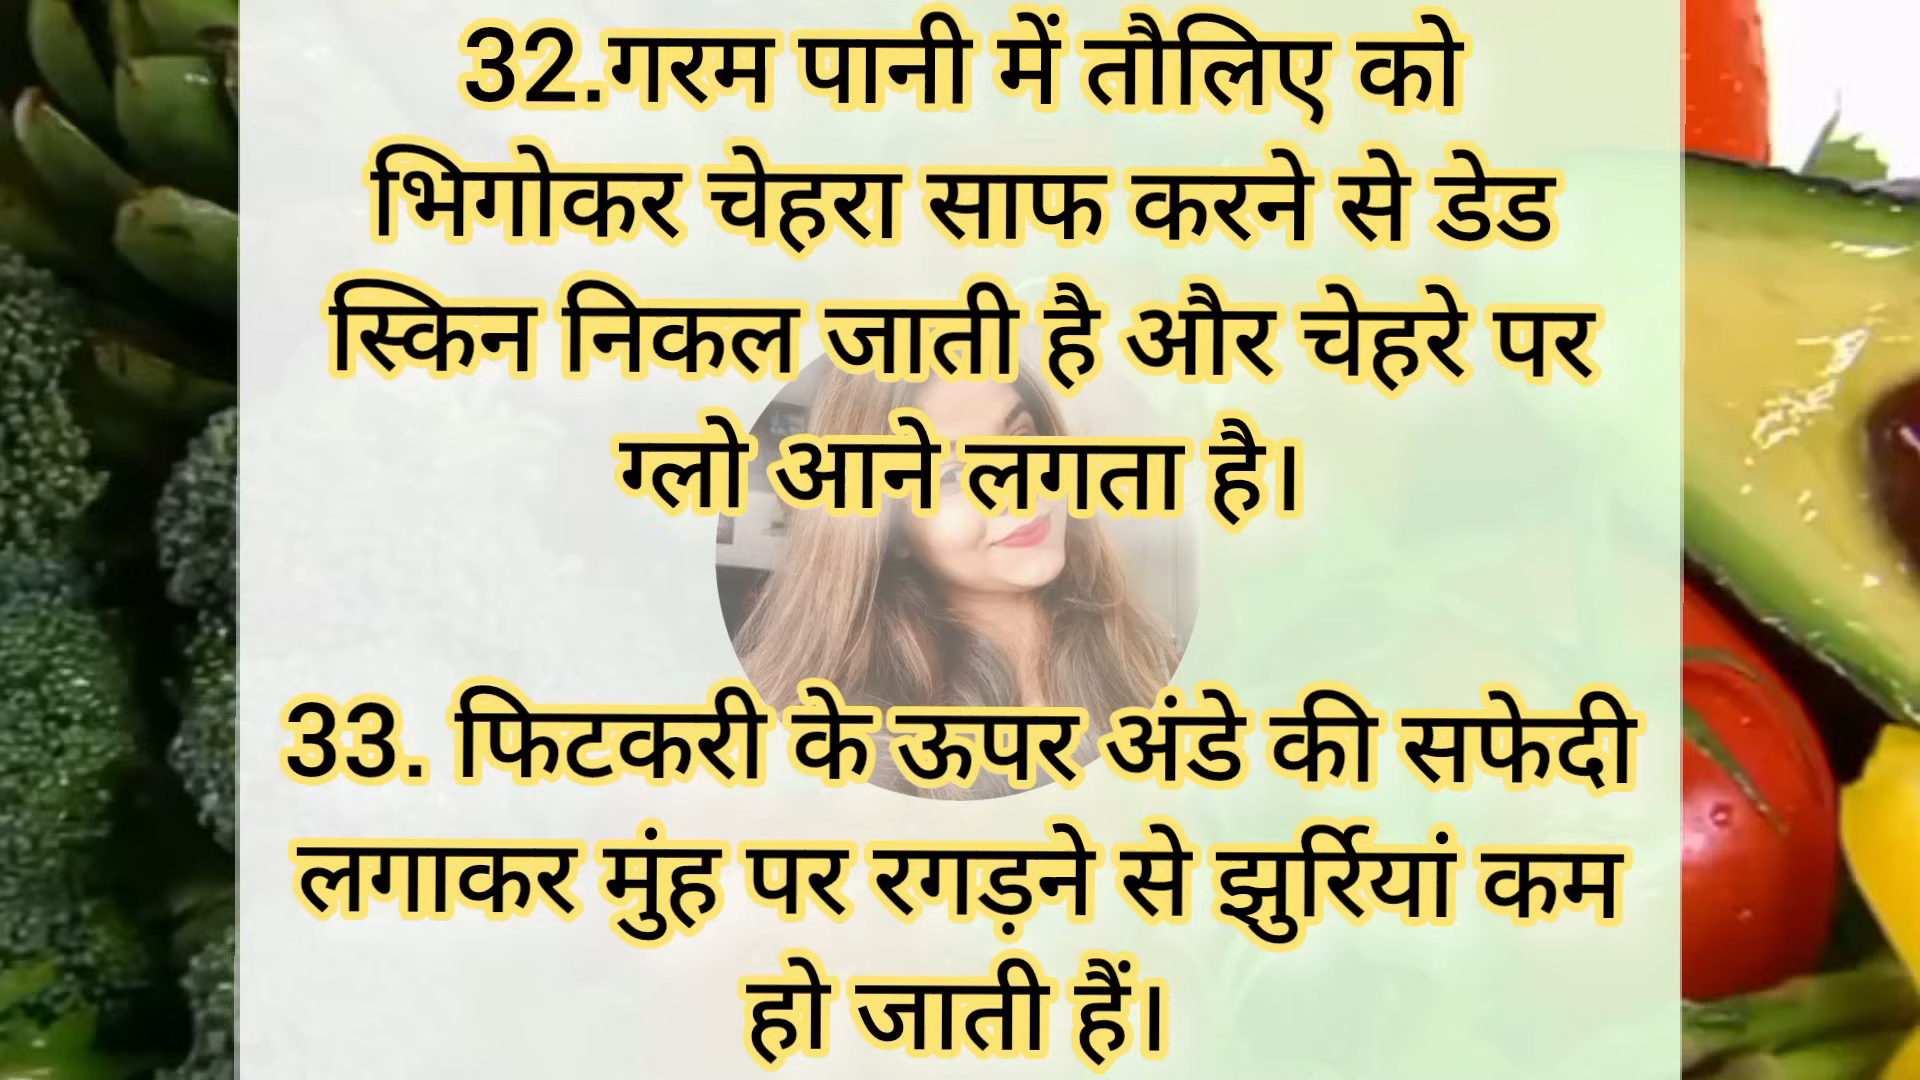 32.गरम पानी में तौलिए को
भिगोकर चेहरा साफ करने से डेड
स्किन निकल जाती है और चेहरे पर
ग्लो आने लगता है।
33. फिटकरी के ऊपर अंडे की सफेदी
लगाकर मुंह पर रगड़ने से झुर्रियां कम
हो जाती हैं।